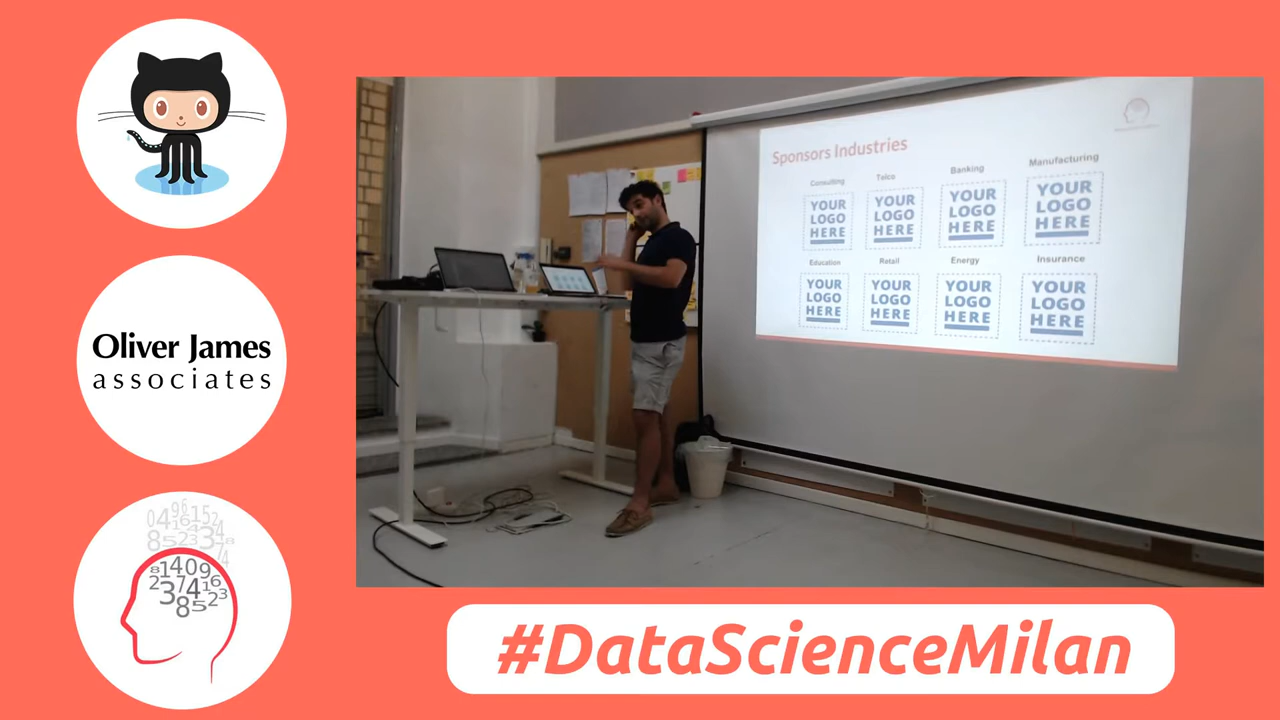 Oliver James
associates
Sponsors Industries
Consulting
Telco
Banking
Manufacturing
YOUR
LOGO
HERE
YOUR
LOGO
HERE
YOUR
LOGO
HERE
YOUR
LOGO
HERE
Education
Retail
Energy
Insurance
YOUR
LOGO
HERE
YOUR
LOGO
HERE
YOUR
LOGO
HERE
YOUR
LOGO
HERE
#DataScienceMilan